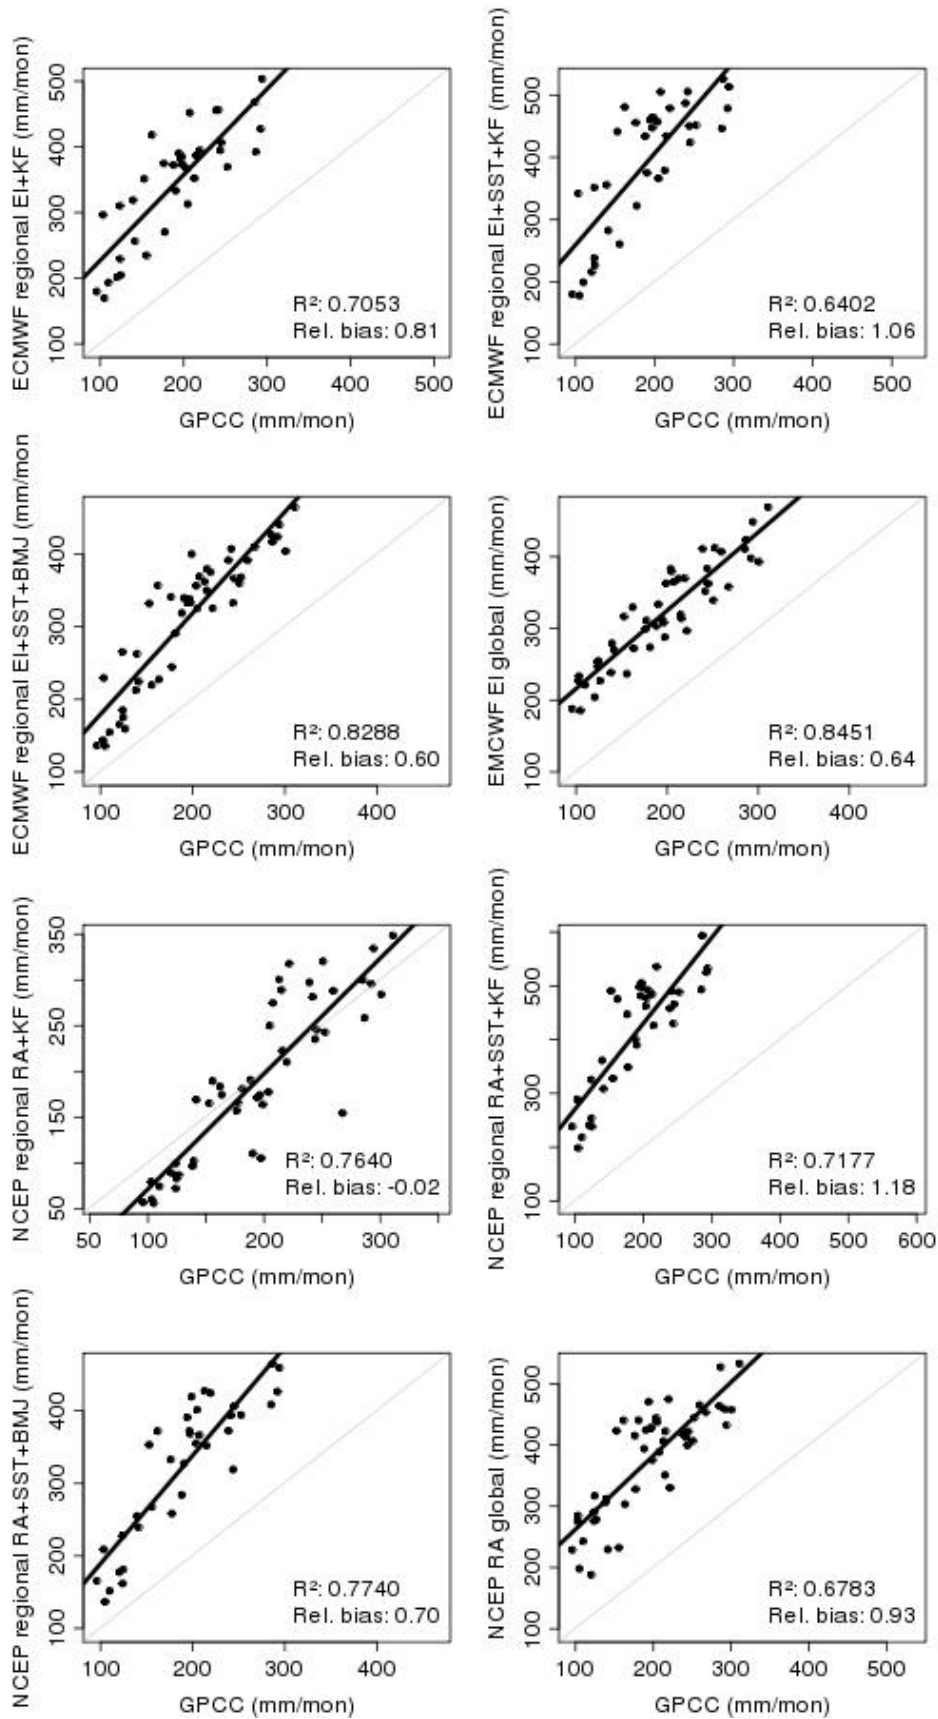 ECMWF regional EI+KF (mm/mon)
100 200 300 400 500
R²: 0.7053
Rel. bias: 0.81
100 200 300 400 500
GPCC (mm/mon)
ECMWF regional EI+SST+KF (mm/mon)
100 200 300 400 500
R²: 0.6402
Rel. bias: 1.06
100 200 300 400 500
GPCC (mm/mon)
ECMWF regional EI+SST+BMJ (mm/mon
100 200 300 400
R²: 0.8288
Rel. bias: 0.60
100 200 300 400
GPCC (mm/mon)
EMCWF EI global (mm/mon)
100 200 300 400
R²: 0.8451
Rel. bias: 0.64
100 200 300 400
GPCC (mm/mon)
NCEP regional RA+KF (mm/mon)
50 150 250 350
R²: 0.7640
Rel. bias: -0.02
50 100 200 300
GPCC (mm/mon)
NCEP regional RA+SST+KF (mm/mon)
100 300 500
R²: 0.7177
Rel. bias: 1.18
100 200 300 400 500 600
GPCC (mm/mon)
NCEP regional RA+SST+BMJ (mm/mon)
100 200 300 400
R²: 0.7740
Rel. bias: 0.70
100 200 300 400
GPCC (mm/mon)
NCEP RA global (mm/mon)
100 200 300 400 500
R²: 0.6783
Rel. bias: 0.93
100 200 300 400 500
GPCC (mm/mon)